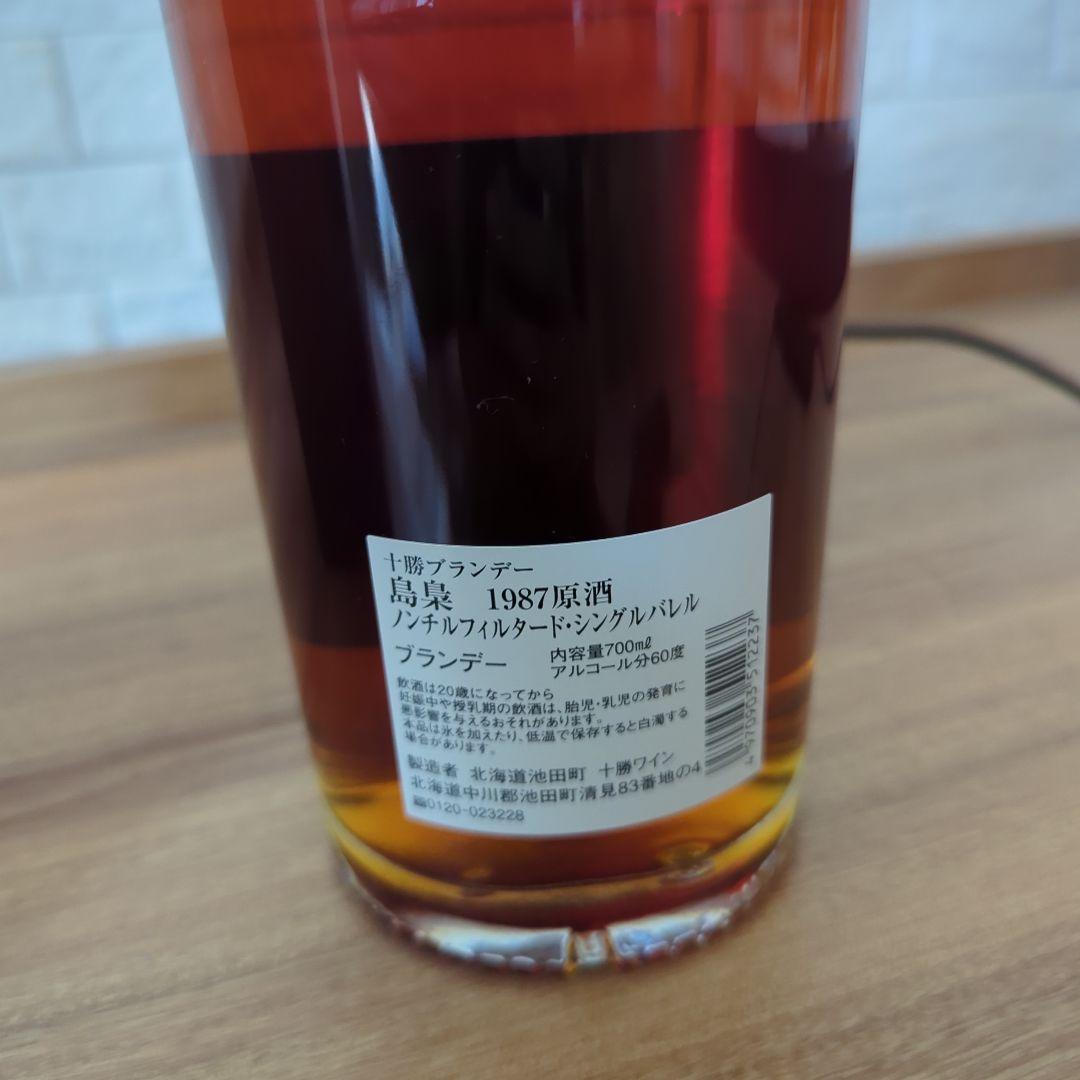 十勝ブランデー
島梟 1987原酒
ノンチルフィルタード・シングルバレル
ブランデー
内容量700㎖
アルコール分60度
飲酒は20歳になってから
妊娠中や授乳期の飲酒は、胎児・乳児の発育に
悪影響を与えるおそれがあります。
本品は氷を加えたり、低温で保存すると白濁する
場合があります。
製造者 北海道池田町 十勝ワイン
北海道中川郡池田町清見83番地の4
0120-023228
4970903512237